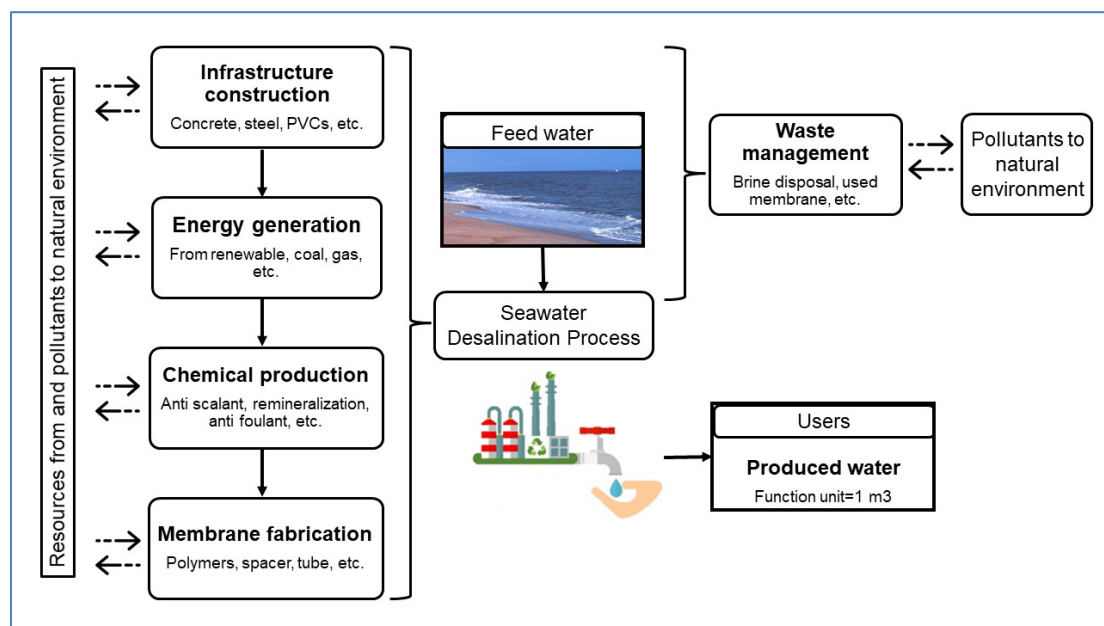 Resources from and pollutants to natural environment
Infrastructure
construction
Concrete, steel, PVCs, etc.
Energy generation
From renewable, coal, gas,
etc.
Chemical production
Anti scalant, remineralization,
anti foulant, etc.
Membrane fabrication
Polymers, spacer, tube, etc.
Feed water
Seawater
Desalination Process
Waste
management
Brine disposal, used
membrane, etc.
Pollutants to
natural
environment
Users
Produced water
Function unit=1 m3